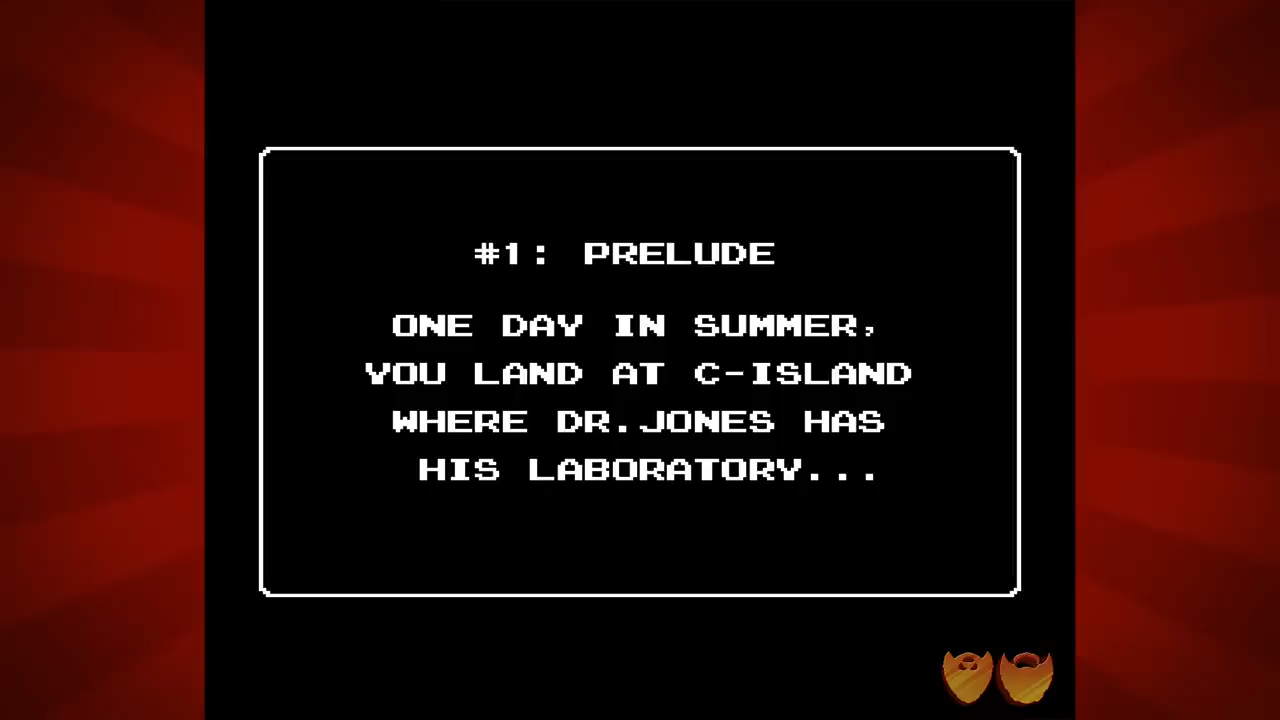 #1: PRELUDE
ONE DAY IN SUMMER,
YOU LAND AT C-ISLAND
WHERE DR.JONES HAS
HIS LABORATORY...